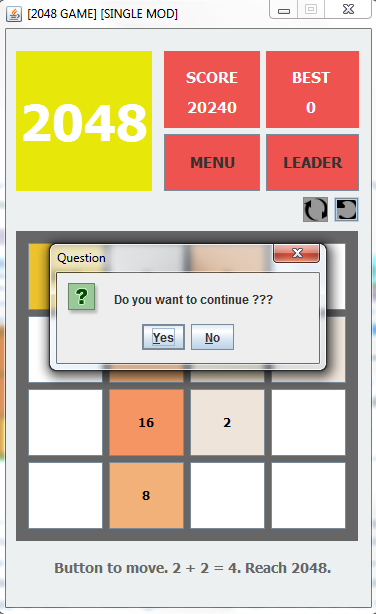 [2048 GAME] [SINGLE MOD]
2048
SCORE
20240
BEST
0
MENU
LEADER
Question
?
Do you want to continue ???
Yes
No
16
2
8
Button to move. 2 + 2 = 4. Reach 2048.